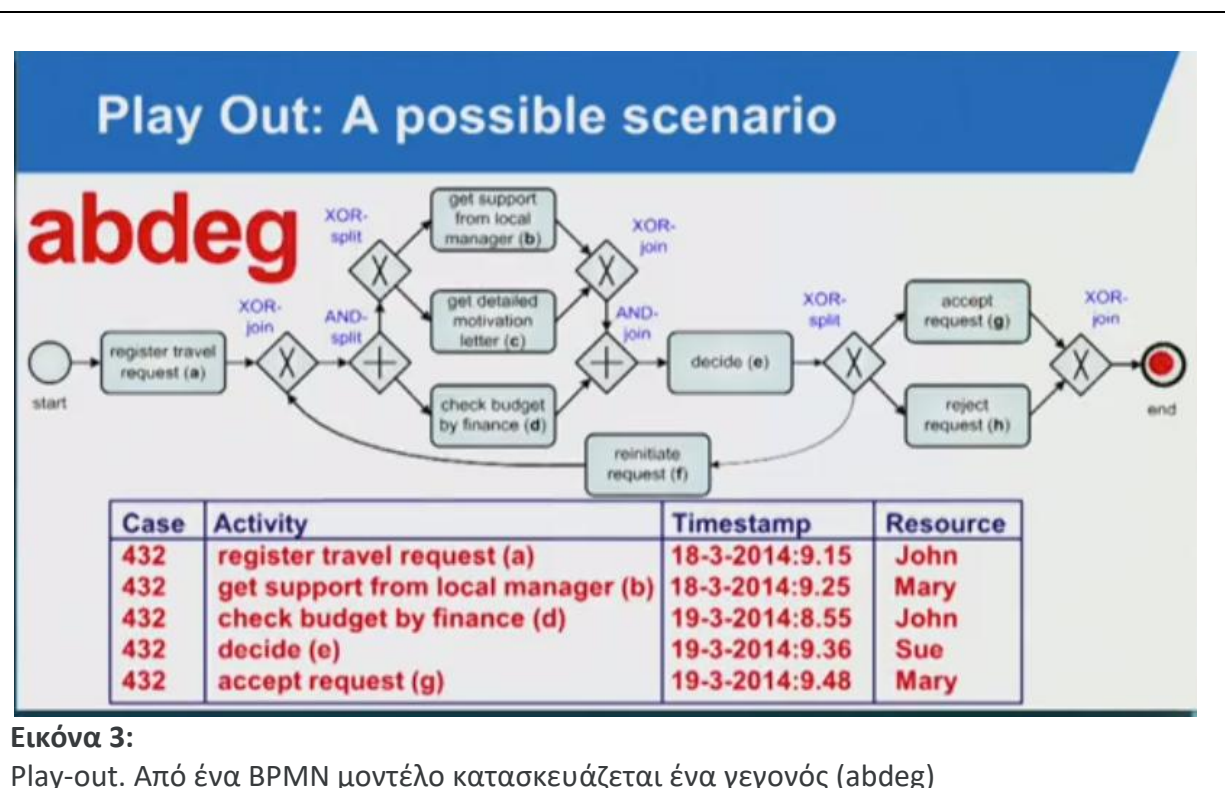 Play Out: A possible scenario
abdeg
XOR-
split
get support
from local
manager (b)
XOR-
join
XOR-
join
AND-
split
get detailed
motivation
letter (c)
AND-
join
XOR-
split
accept
request (g)
XOR-
join
start
register travel
request (a)
check budget
by finance (d)
decide (e)
reject
request (h)
end
reinitiate
request (f)
Case Activity Timestamp Resource
432 register travel request (a) 18-3-2014:9.15 John
432 get support from local manager (b) 18-3-2014:9.25 Mary
432 check budget by finance (d) 19-3-2014:8.55 John
432 decide (e) 19-3-2014:9.36 Sue
432 accept request (g) 19-3-2014:9.48 Mary
Εικόνα 3:
Play-out. Από ένα BPMN μοντέλο κατασκευάζεται ένα γεγονός (abdeg)